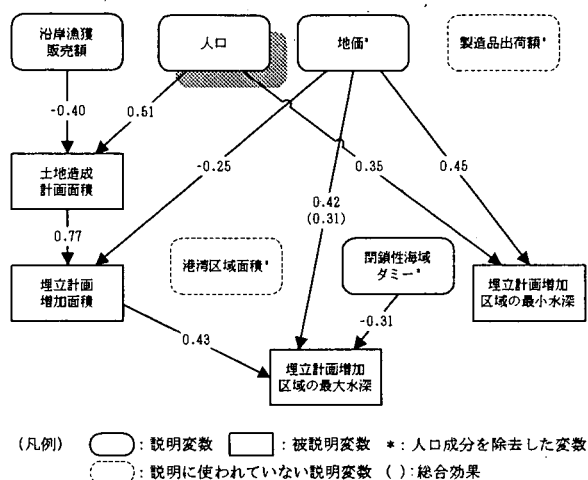 沿岸漁獲
販売額
人口
地価*
製造品出荷額*
-0.40
0.51
土地造成
計画面積
-0.25
0.35
0.45
0.42
(0.31)
0.77
港湾区域面積*
閉鎖性海域
ダミー*
埋立計画
増加面積
埋立計画増加
区域の最小水深
-0.31
0.43
埋立計画増加
区域の最大水深
(凡例) : 説明変数 : 被説明変数 *: 人口成分を除去した変数
: 説明に使われていない説明変数 ( ): 総合効果